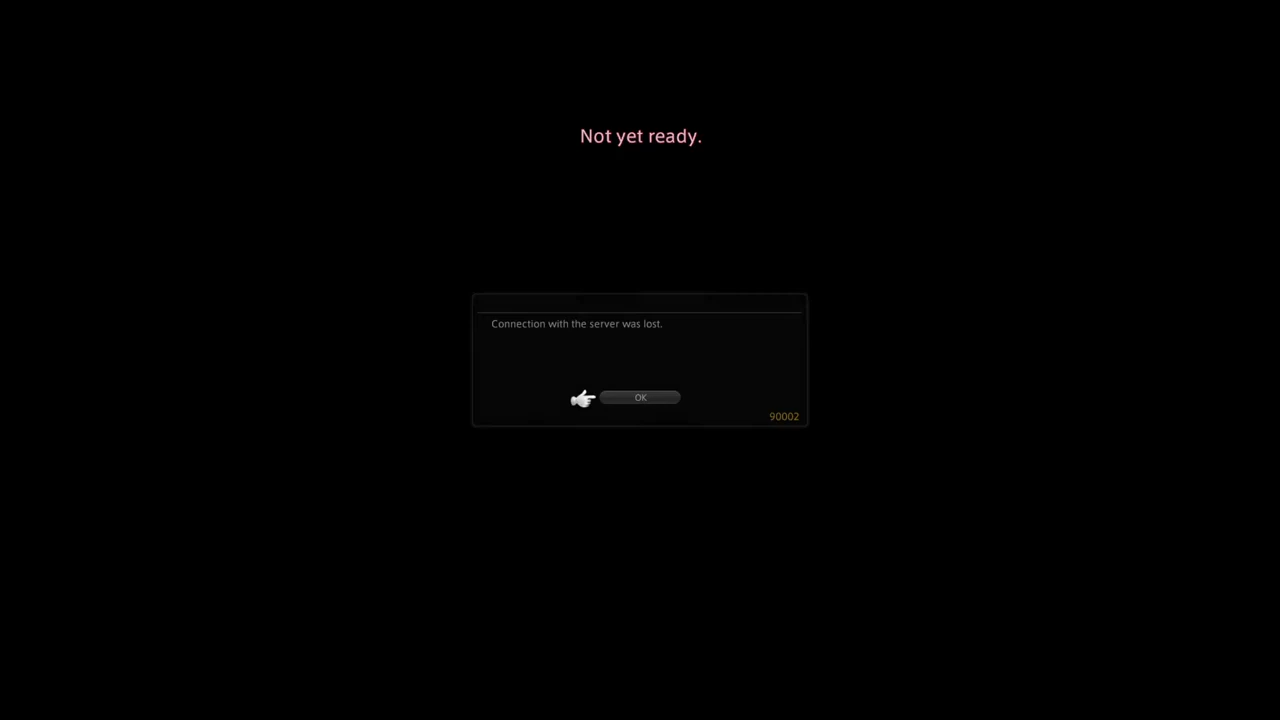 Not yet ready.
Connection with the server was lost.
OK
90002